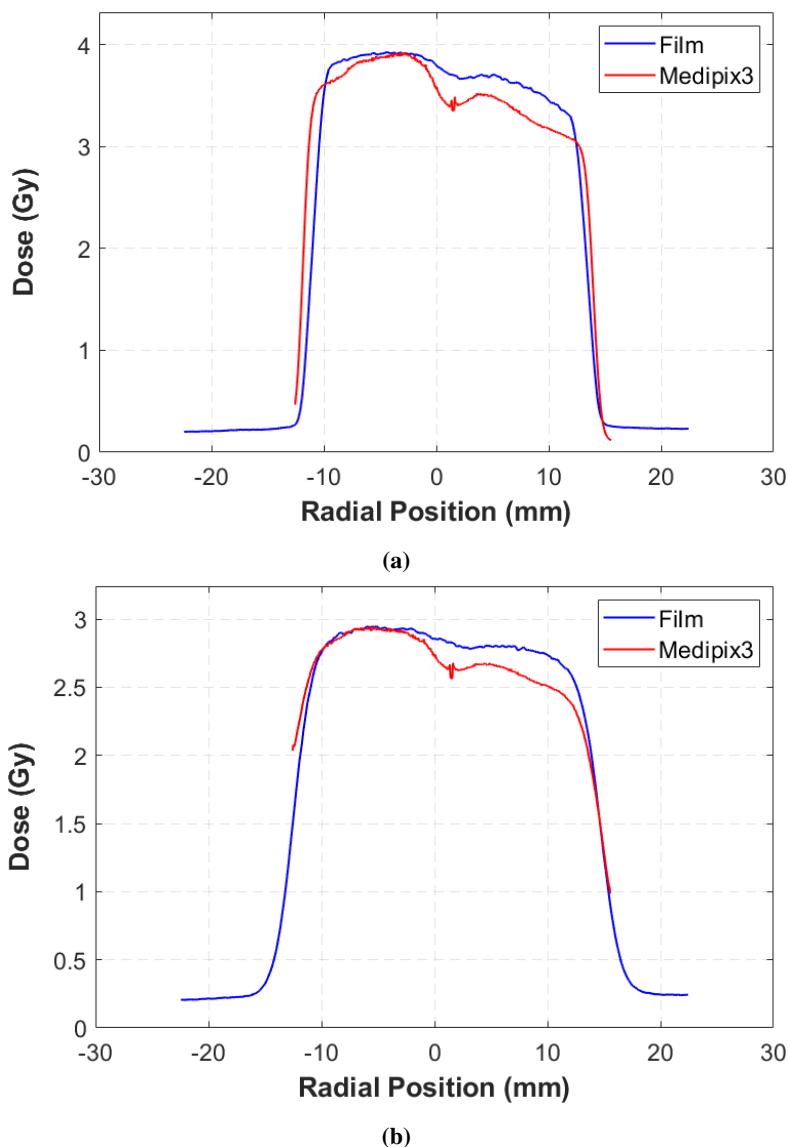 4
3
2
1
0
Dose (Gy)
Film
Medipix3
-30 -20 -10 0 10 20 30
Radial Position (mm)
(a)
3
2.5
2
1.5
1
0.5
0
Dose (Gy)
Film
Medipix3
-30 -20 -10 0 10 20 30
Radial Position (mm)
(b)